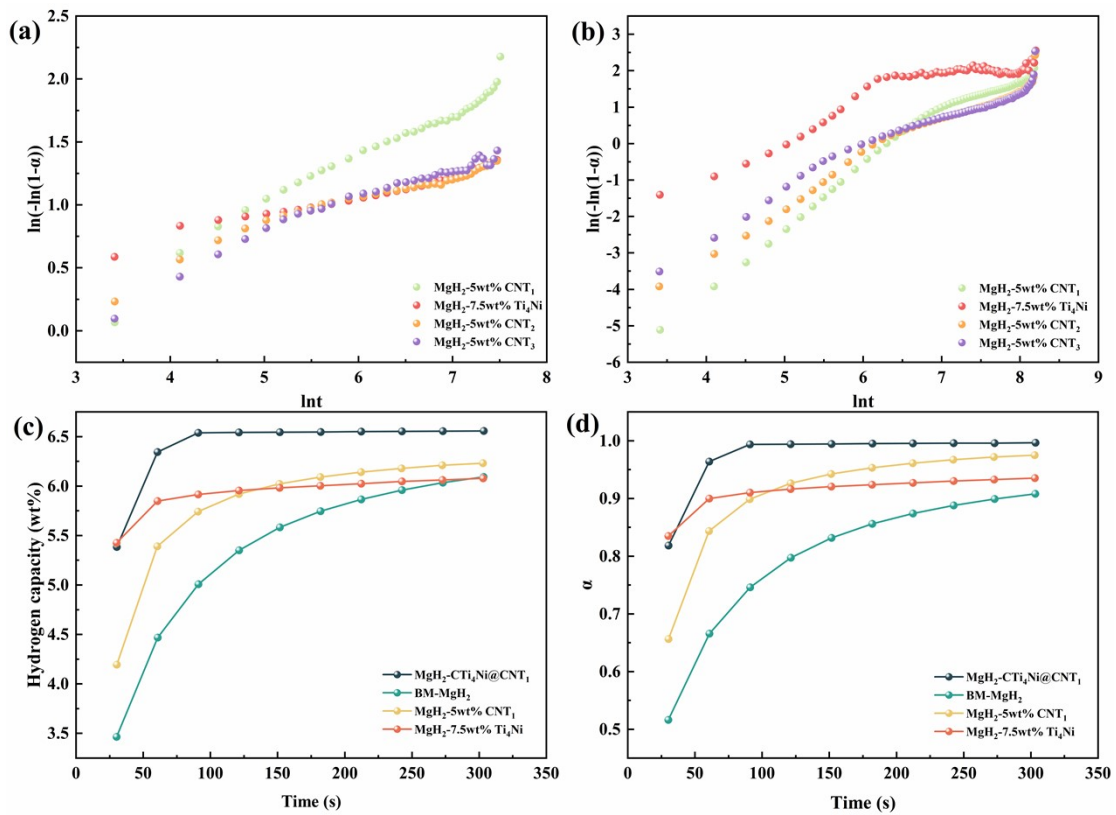 (a)
ln(-ln(1-α))
2.5
2.0
1.5
1.0
0.5
0.0
MgH₂-5wt% CNT₁
MgH₂-7.5wt% Ti₄Ni
MgH₂-5wt% CNT₂
MgH₂-5wt% CNT₃
3 4 5 6 7 8
lnt
(b)
ln(-ln(1-α))
3
2
1
0
-1
-2
-3
-4
-5
-6
MgH₂-5wt% CNT₁
MgH₂-7.5wt% Ti₄Ni
MgH₂-5wt% CNT₂
MgH₂-5wt% CNT₃
3 4 5 6 7 8 9
lnt
(c)
Hydrogen capacity (wt%)
6.5
6.0
5.5
5.0
4.5
4.0
3.5
MgH₂-CTi₄Ni@CNT₁
BM-MgH₂
MgH₂-5wt% CNT₁
MgH₂-7.5wt% Ti₄Ni
0 50 100 150 200 250 300 350
Time (s)
(d)
α
1.0
0.9
0.8
0.7
0.6
0.5
MgH₂-CTi₄Ni@CNT₁
BM-MgH₂
MgH₂-5wt% CNT₁
MgH₂-7.5wt% Ti₄Ni
0 50 100 150 200 250 300 350
Time (s)